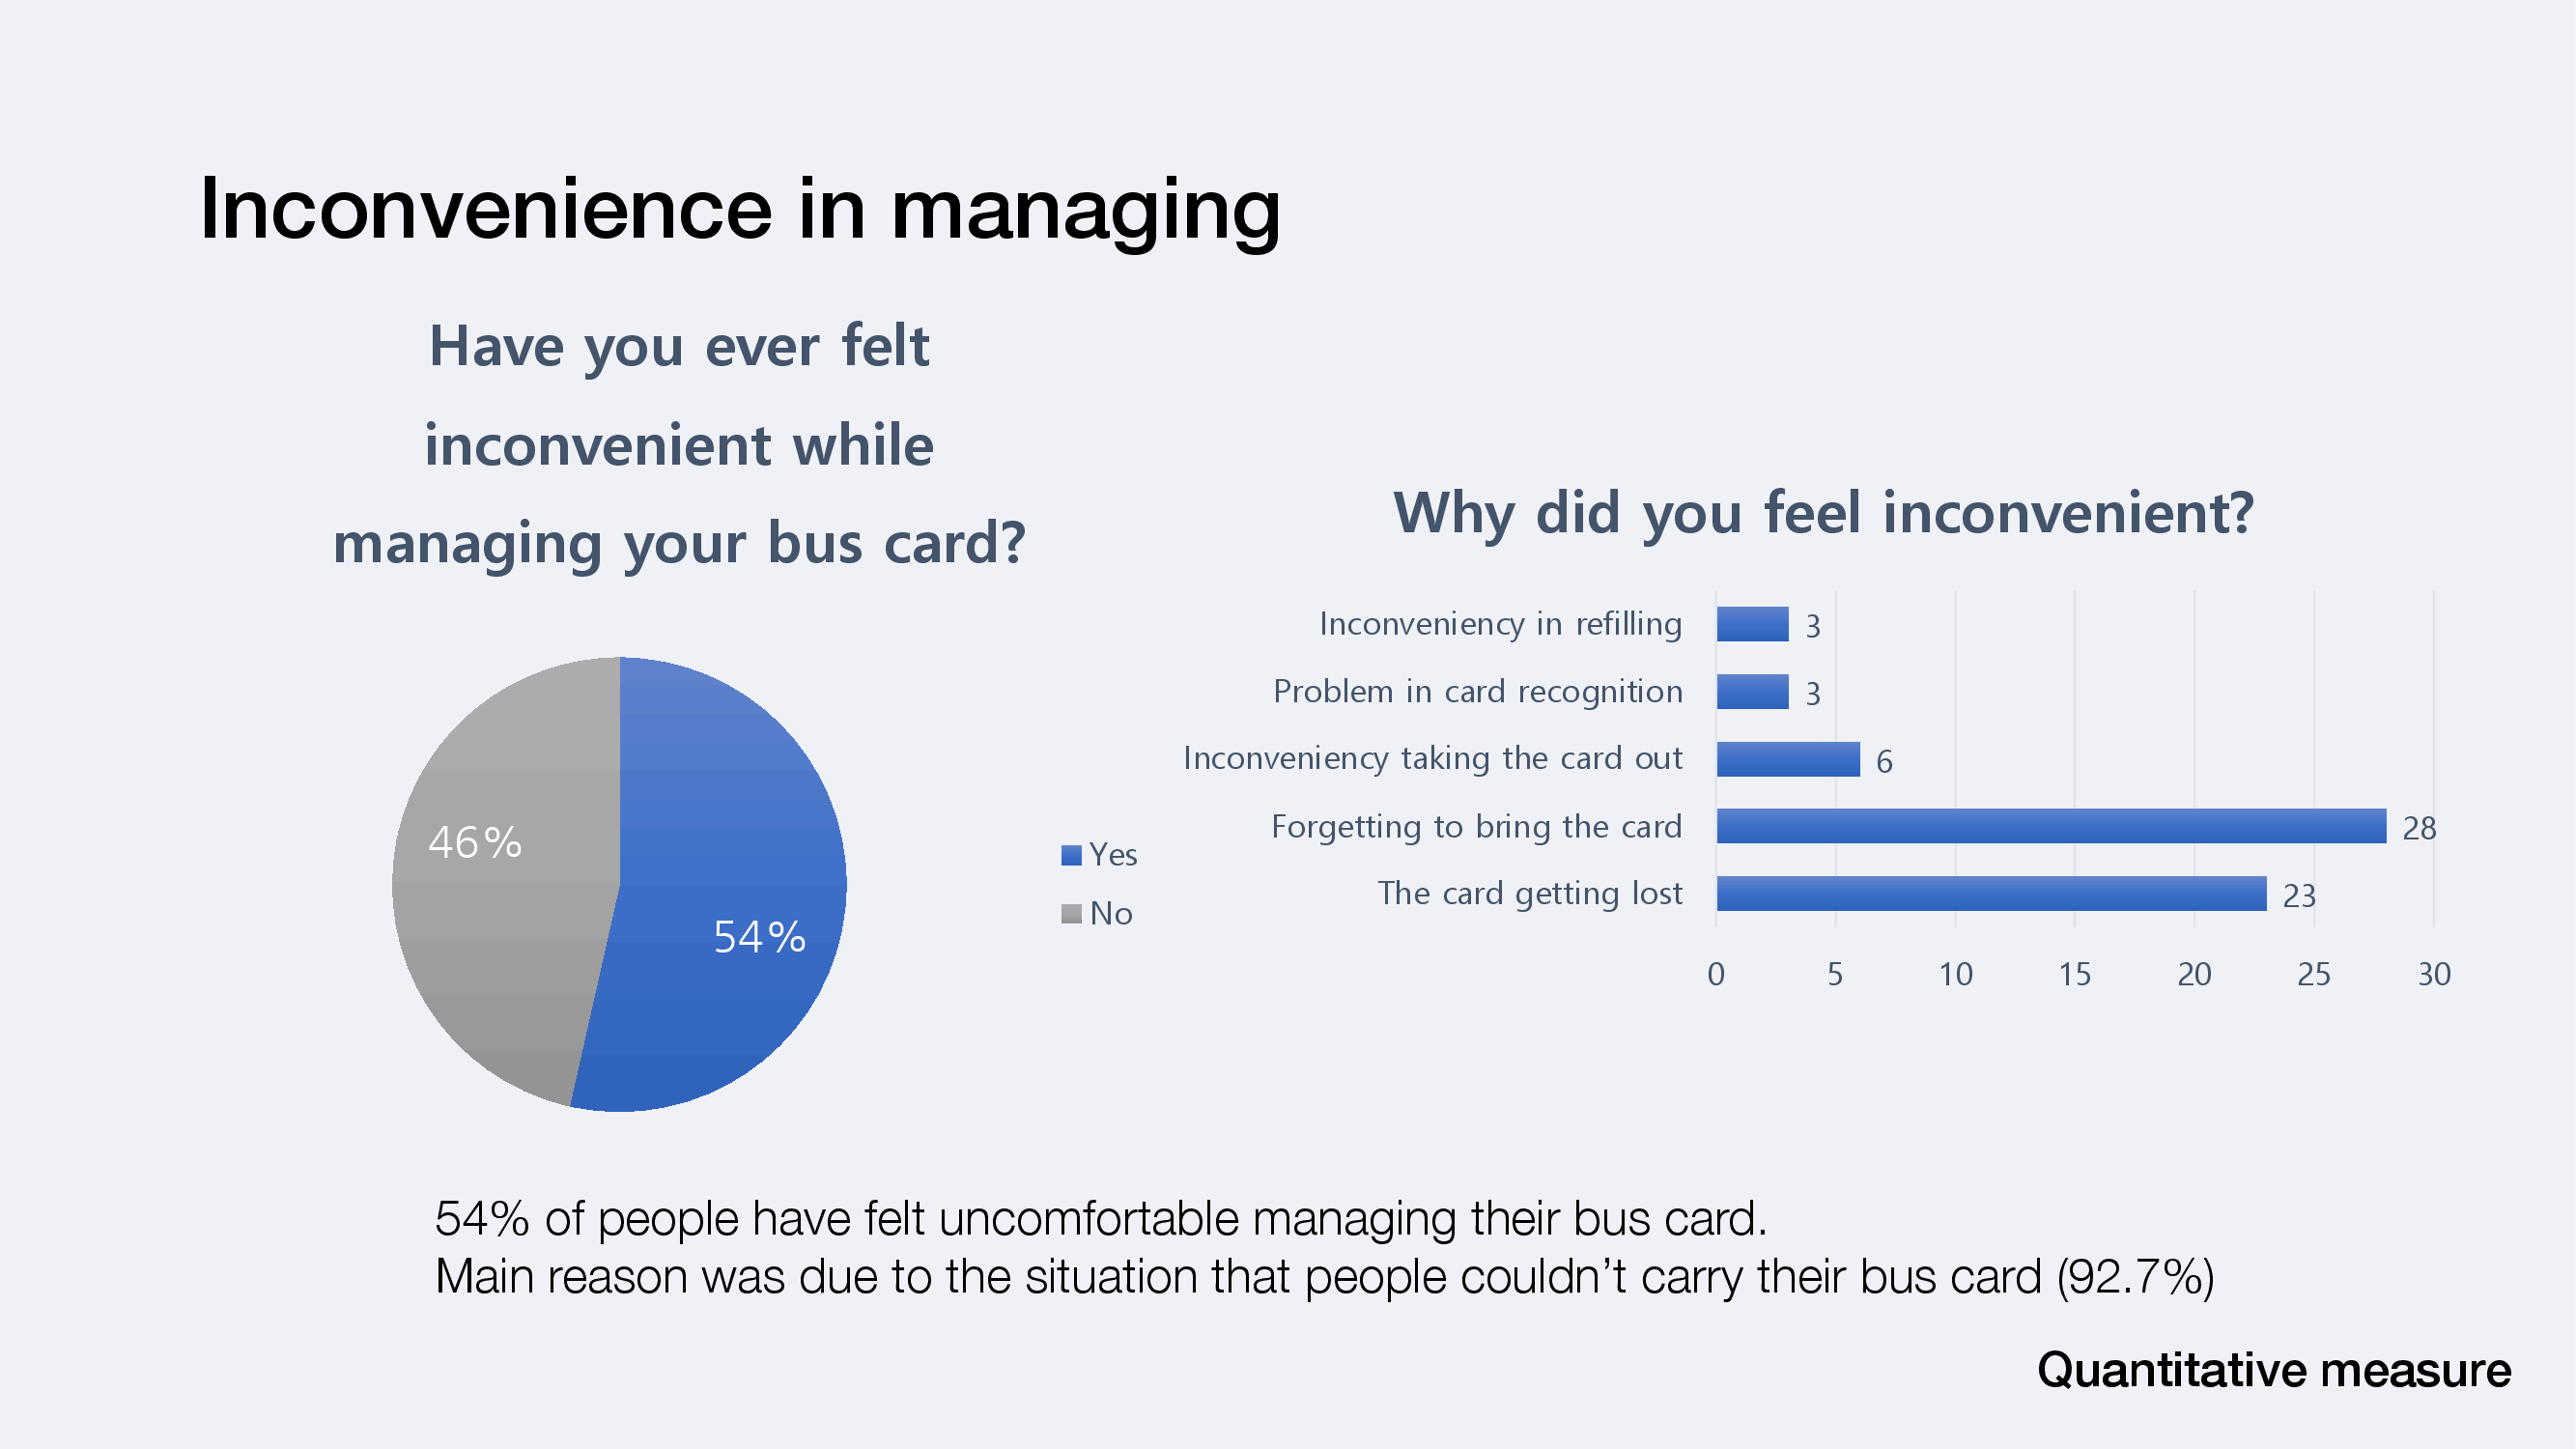 Inconvenience in managing
Have you ever felt
inconvenient while
managing your bus card?
46%
54%
Yes
No
Why did you feel inconvenient?
Inconveniency in refilling
3
Problem in card recognition
3
Inconveniency taking the card out
6
Forgetting to bring the card
28
The card getting lost
23
0 5 10 15 20 25 30
54% of people have felt uncomfortable managing their bus card.
Main reason was due to the situation that people couldn’t carry their bus card (92.7%)
Quantitative measure